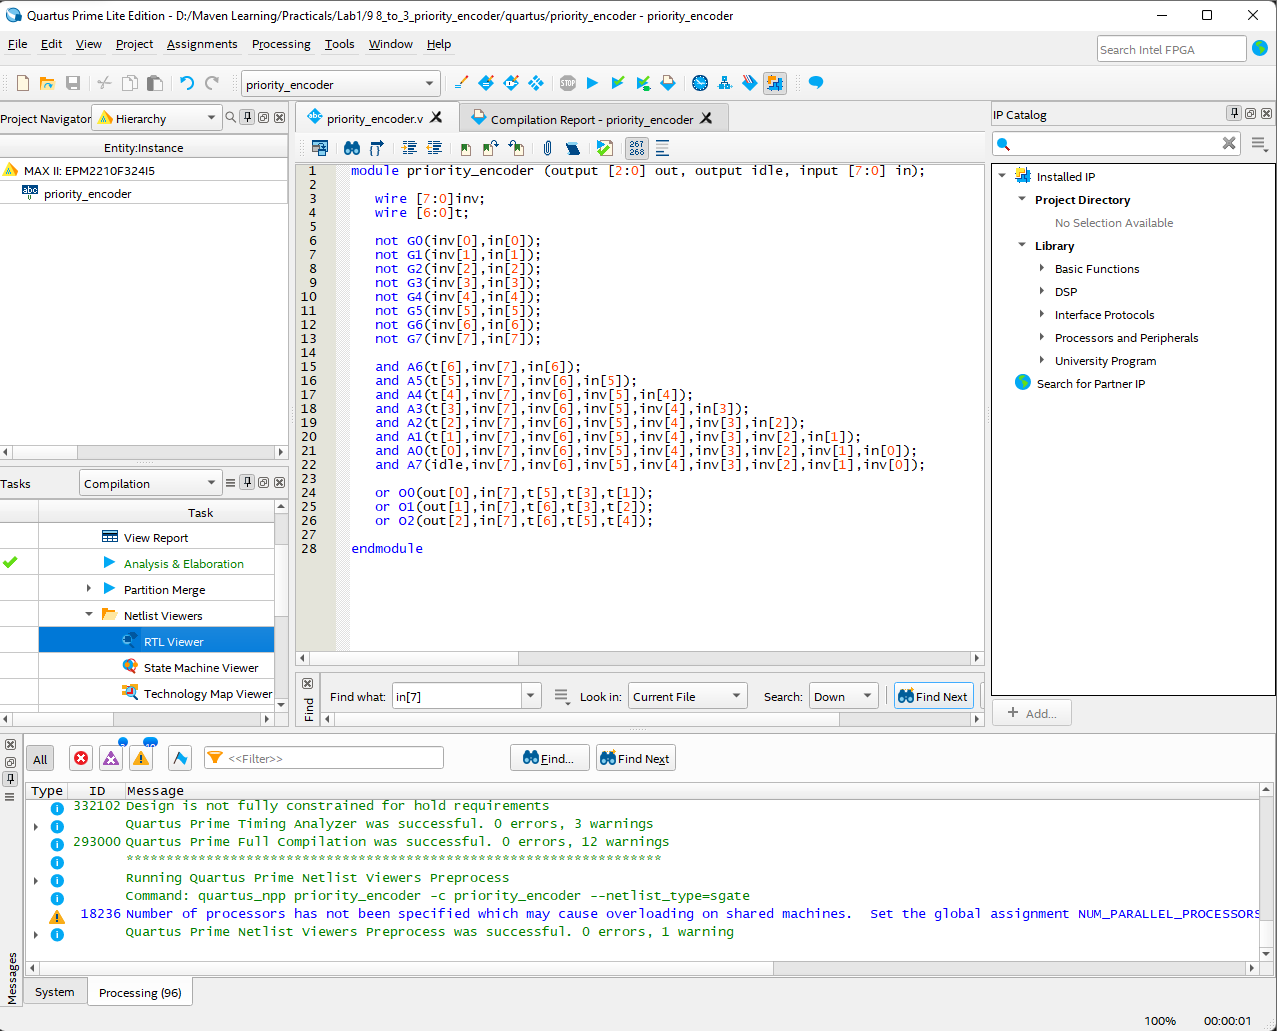 Quartus Prime Lite Edition - D:/Maven Learning/Practicals/Lab1/9 8_to_3_priority_encoder/quartus/priority_encoder - priority_encoder
File Edit View Project Assignments Processing Tools Window Help
Search Intel FPGA
priority_encoder
Project Navigator
Hierarchy
Entity:Instance
MAX II: EPM2210F324I5
priority_encoder
priority_encoder.v
Compilation Report - priority_encoder
267
268
1 module priority_encoder (output [2:0] out, output idle, input [7:0] in);
2
3 wire [7:0]inv;
4 wire [6:0]t;
5
6 not G0(inv[0],in[0]);
7 not G1(inv[1],in[1]);
8 not G2(inv[2],in[2]);
9 not G3(inv[3],in[3]);
10 not G4(inv[4],in[4]);
11 not G5(inv[5],in[5]);
12 not G6(inv[6],in[6]);
13 not G7(inv[7],in[7]);
14
15 and A6(t[6],inv[7],in[6]);
16 and A5(t[5],inv[7],inv[6],in[5]);
17 and A4(t[4],inv[7],inv[6],inv[5],in[4]);
18 and A3(t[3],inv[7],inv[6],inv[5],inv[4],in[3]);
19 and A2(t[2],inv[7],inv[6],inv[5],inv[4],inv[3],in[2]);
20 and A1(t[1],inv[7],inv[6],inv[5],inv[4],inv[3],inv[2],in[1]);
21 and A0(t[0],inv[7],inv[6],inv[5],inv[4],inv[3],inv[2],inv[1],in[0]);
22 and A7(idle,inv[7],inv[6],inv[5],inv[4],inv[3],inv[2],inv[1],inv[0]);
23
24 or O0(out[0],in[7],t[5],t[3],t[1]);
25 or O1(out[1],in[7],t[6],t[3],t[2]);
26 or O2(out[2],in[7],t[6],t[5],t[4]);
27
28 endmodule
IP Catalog
Installed IP
Project Directory
No Selection Available
Library
Basic Functions
DSP
Interface Protocols
Processors and Peripherals
University Program
Search for Partner IP
+ Add...
Tasks
Compilation
Task
View Report
Analysis & Elaboration
Partition Merge
Netlist Viewers
RTL Viewer
State Machine Viewer
Technology Map Viewer
Find
Find what: in[7] Look in: Current File Search: Down Find Next
All
<<Filter>>
Find... Find Next
Type ID Message
332102 Design is not fully constrained for hold requirements
Quartus Prime Timing Analyzer was successful. 0 errors, 3 warnings
293000 Quartus Prime Full Compilation was successful. 0 errors, 12 warnings
*******************************************************************
Running Quartus Prime Netlist Viewers Preprocess
Command: quartus_npp priority_encoder -c priority_encoder --netlist_type=sgate
18236 Number of processors has not been specified which may cause overloading on shared machines.  Set the global assignment NUM_PARALLEL_PROCESSORS
Quartus Prime Netlist Viewers Preprocess was successful. 0 errors, 1 warning
Messages
System Processing (96)
100% 00:00:01